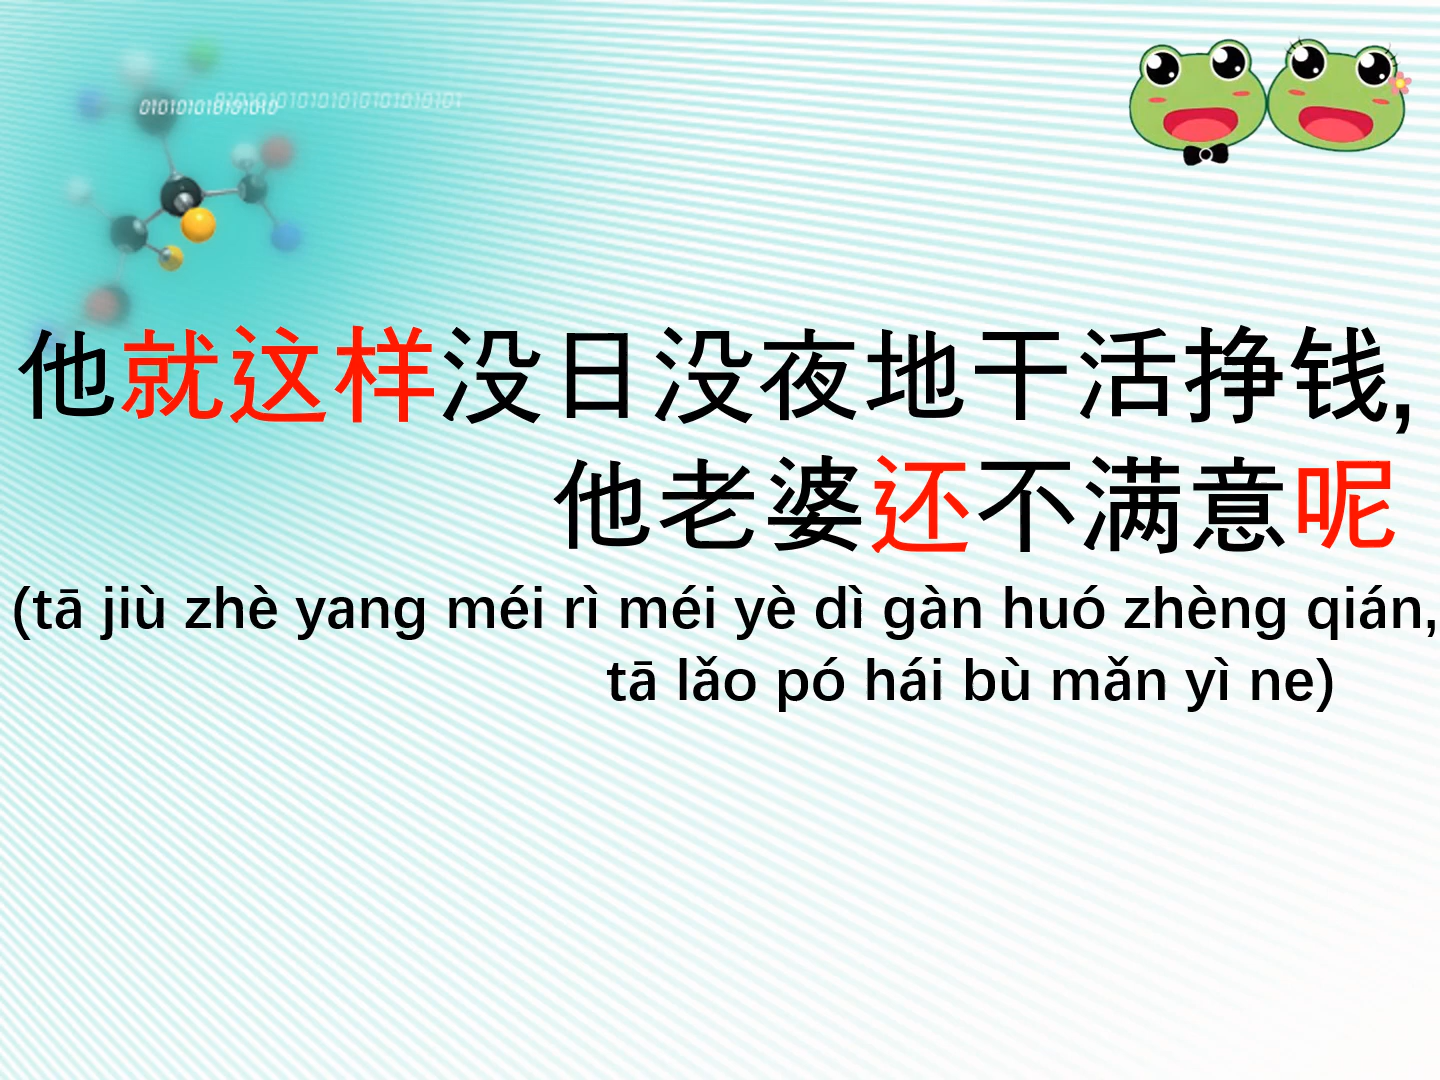 01010101010101010
0101010101010101010101
他就这样没日没夜地干活挣钱,
他老婆还不满意呢
(tā jiù zhè yang méi rì méi yè dì gàn huó zhèng qián,
tā lǎo pó hái bù mǎn yì ne)